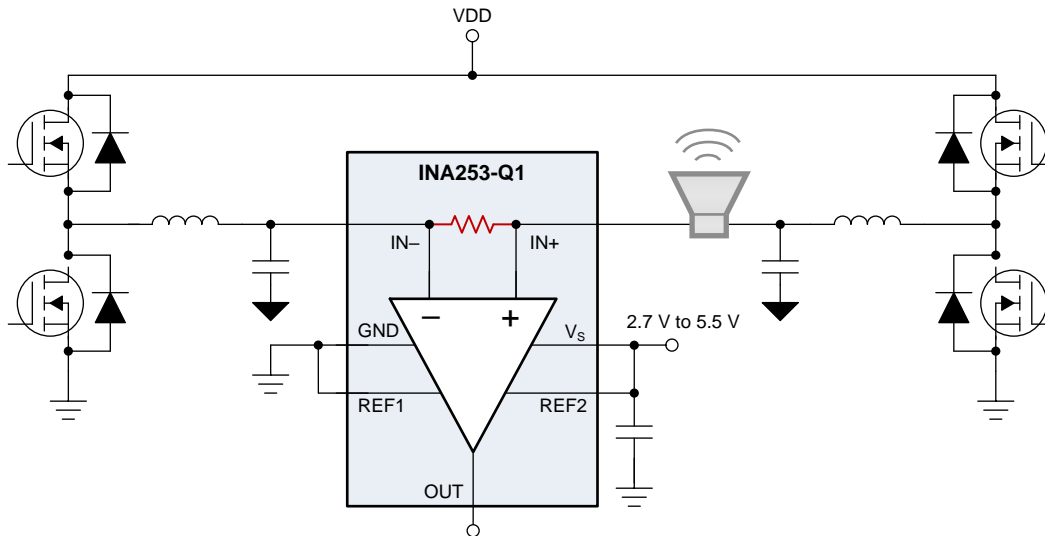 VDD
INA253-Q1
IN–
IN+
– +
GND
VS
2.7 V to 5.5 V
REF1
REF2
OUT